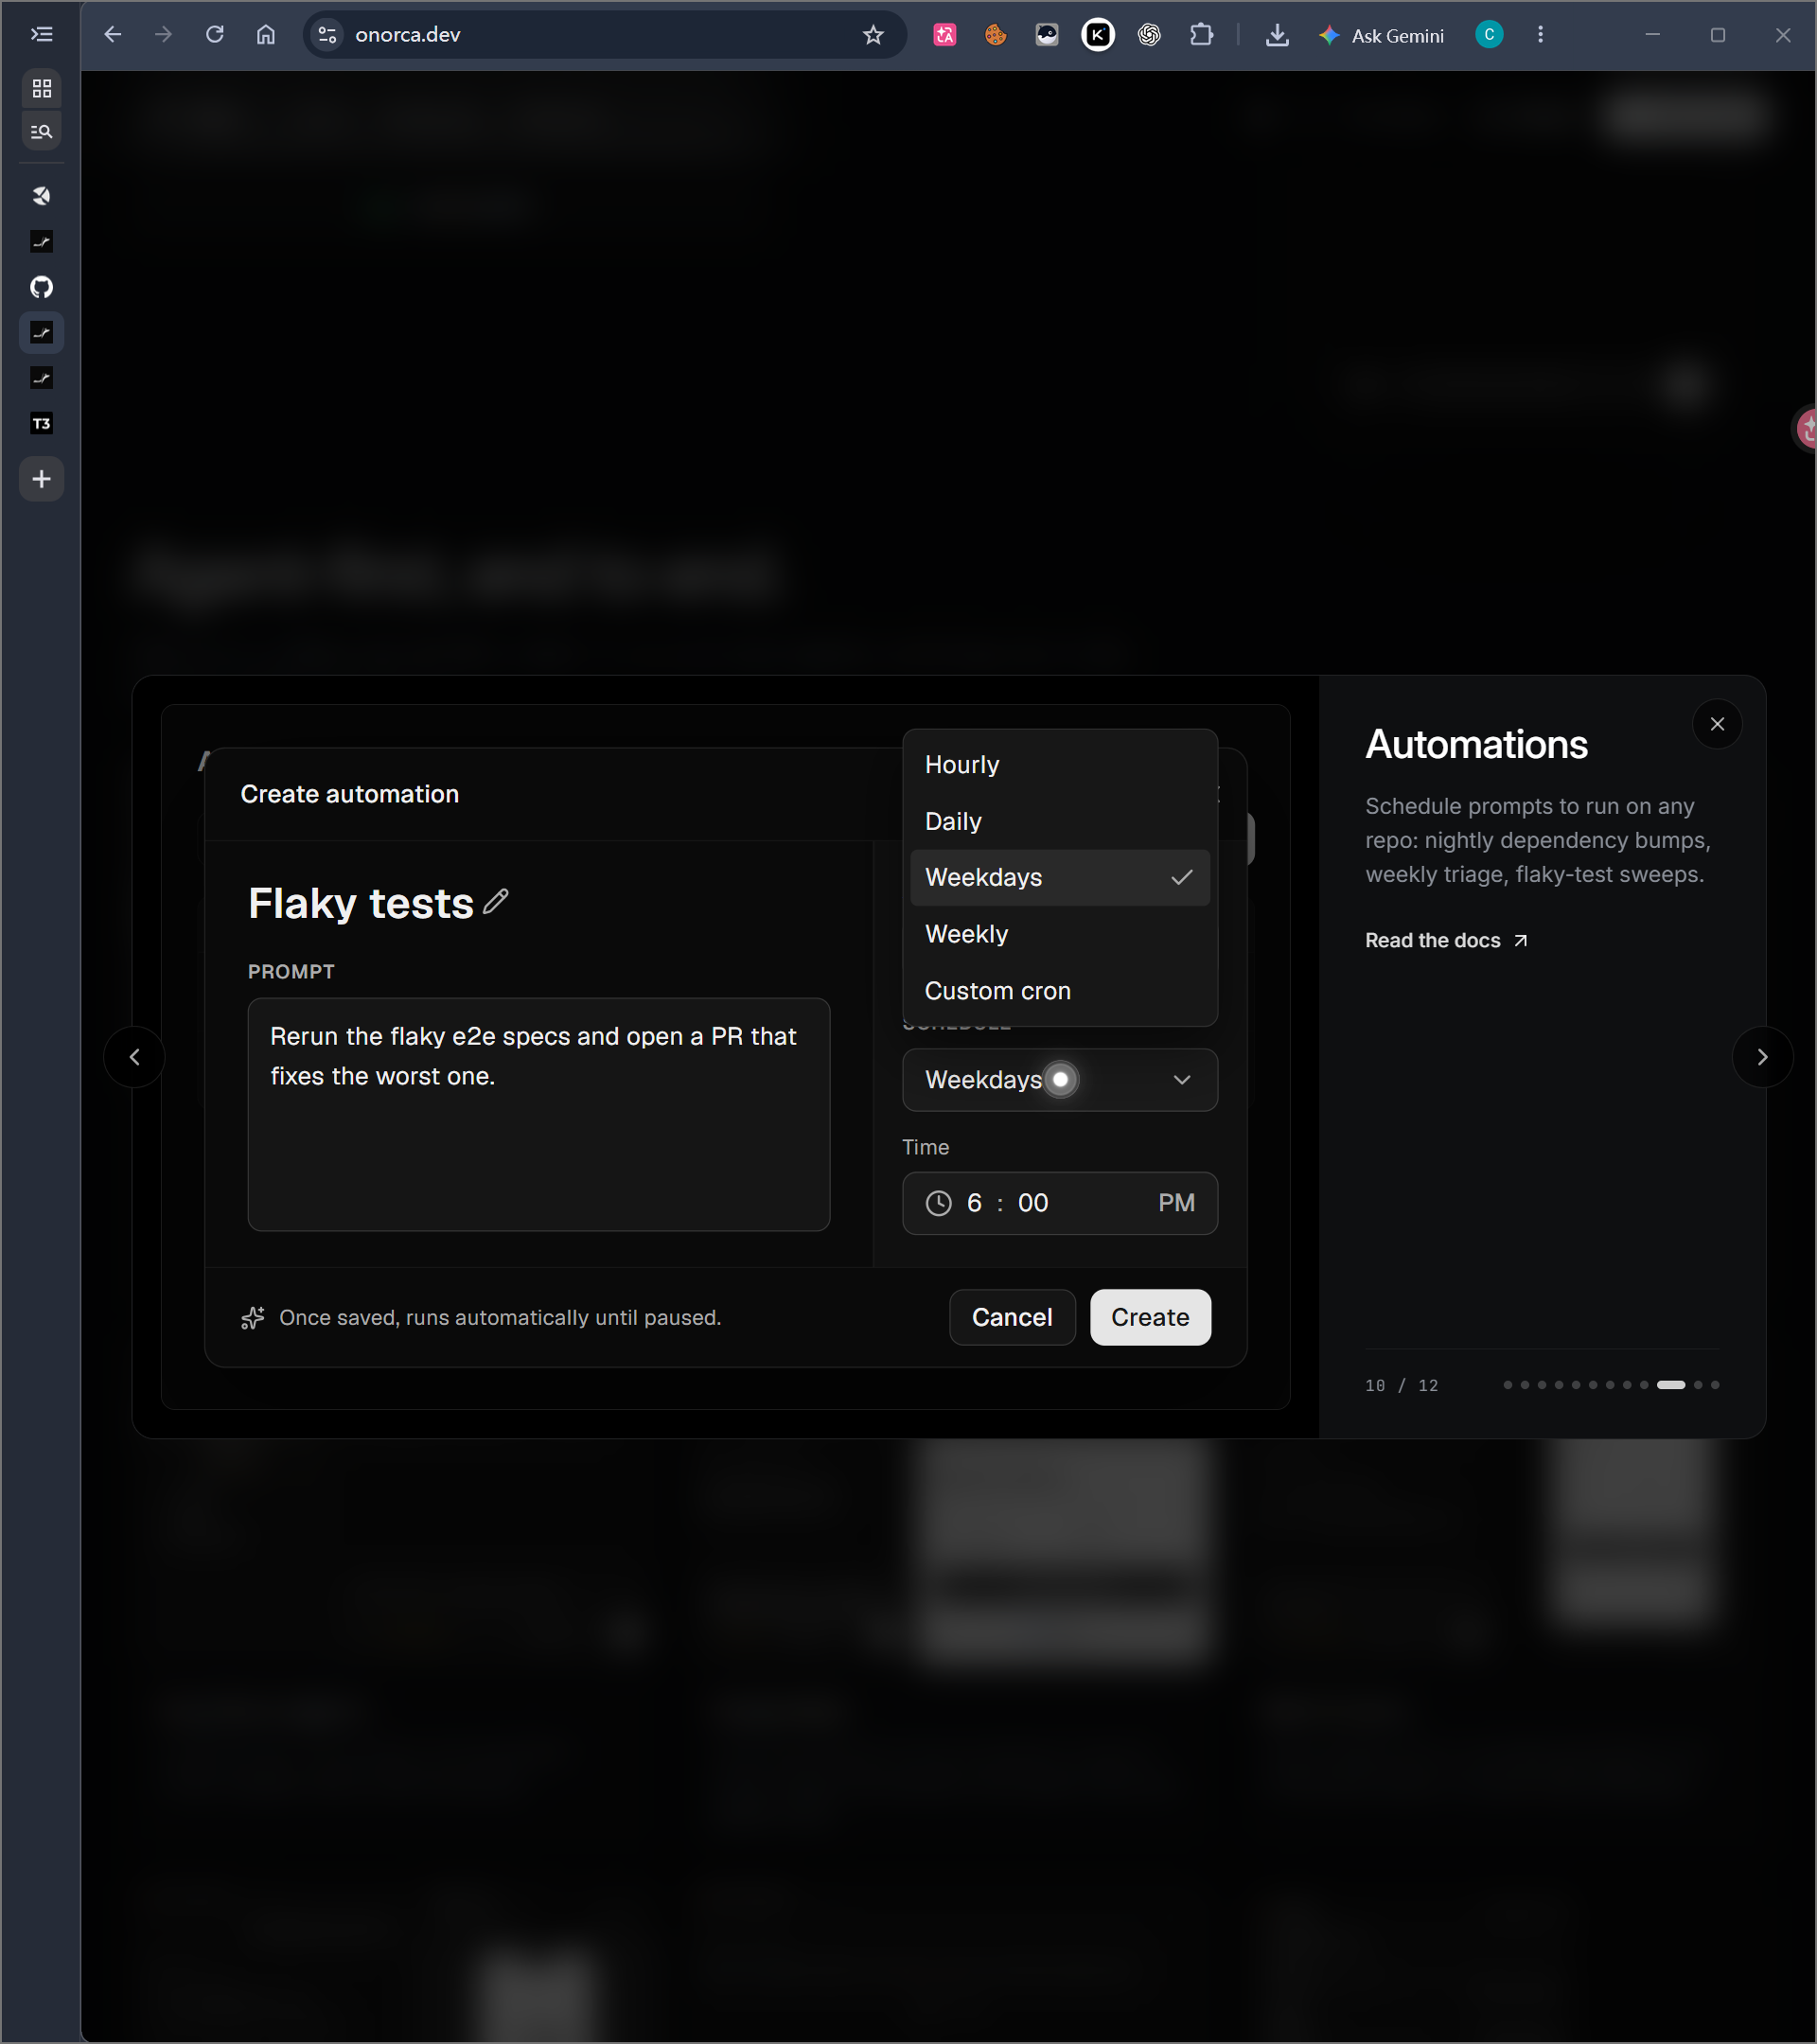 onorca.dev
Ask Gemini
C
T3
Create automation
Flaky tests
PROMPT
Rerun the flaky e2e specs and open a PR that
fixes the worst one.
Hourly
Daily
Weekdays
Weekly
Custom cron
SCHEDULE
Weekdays
Time
6 : 00 PM
Once saved, runs automatically until paused.
Cancel
Create
Automations
Schedule prompts to run on any
repo: nightly dependency bumps,
weekly triage, flaky-test sweeps.
Read the docs
10 / 12